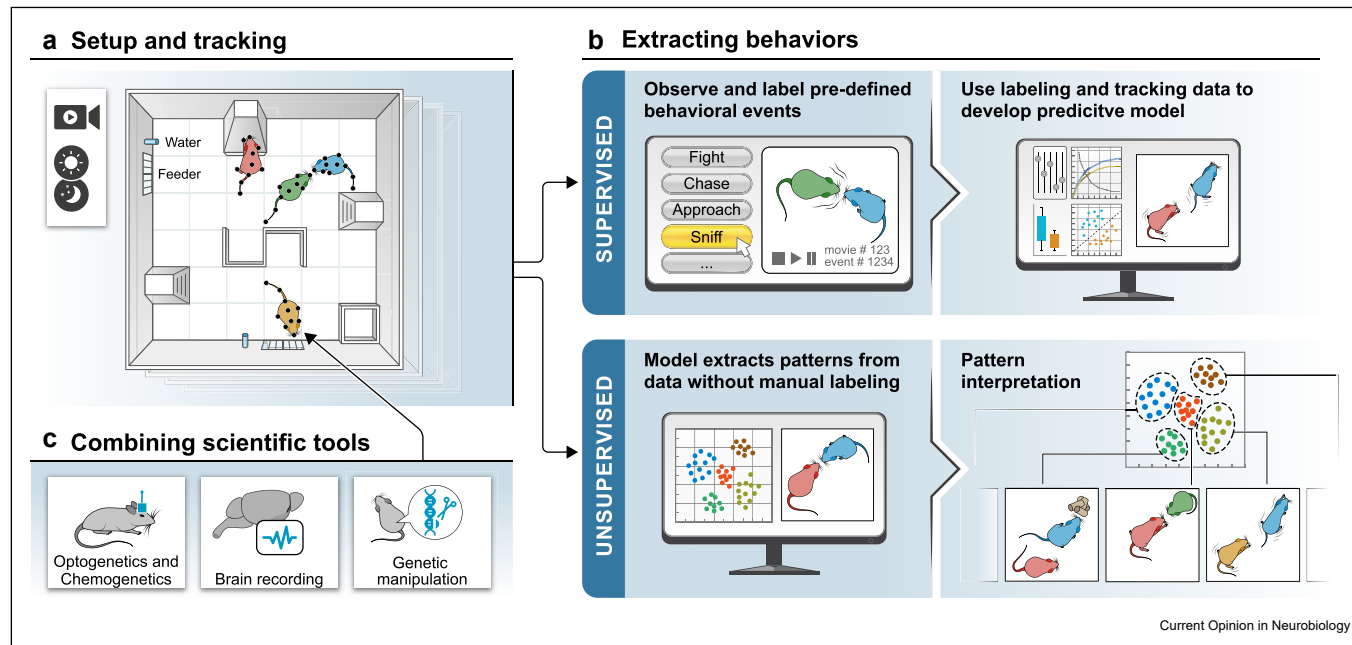 a Setup and tracking
Water
Feeder
b Extracting behaviors
SUPERVISED
Observe and label pre-defined
behavioral events
Fight
Chase
Approach
Sniff
...
movie # 123
event # 1234
Use labeling and tracking data to
develop predicitve model
UNSUPERVISED
Model extracts patterns from
data without manual labeling
Pattern
interpretation
c Combining scientific tools
Optogenetics and
Chemogenetics
Brain recording
Genetic
manipulation
Current Opinion in Neurobiology